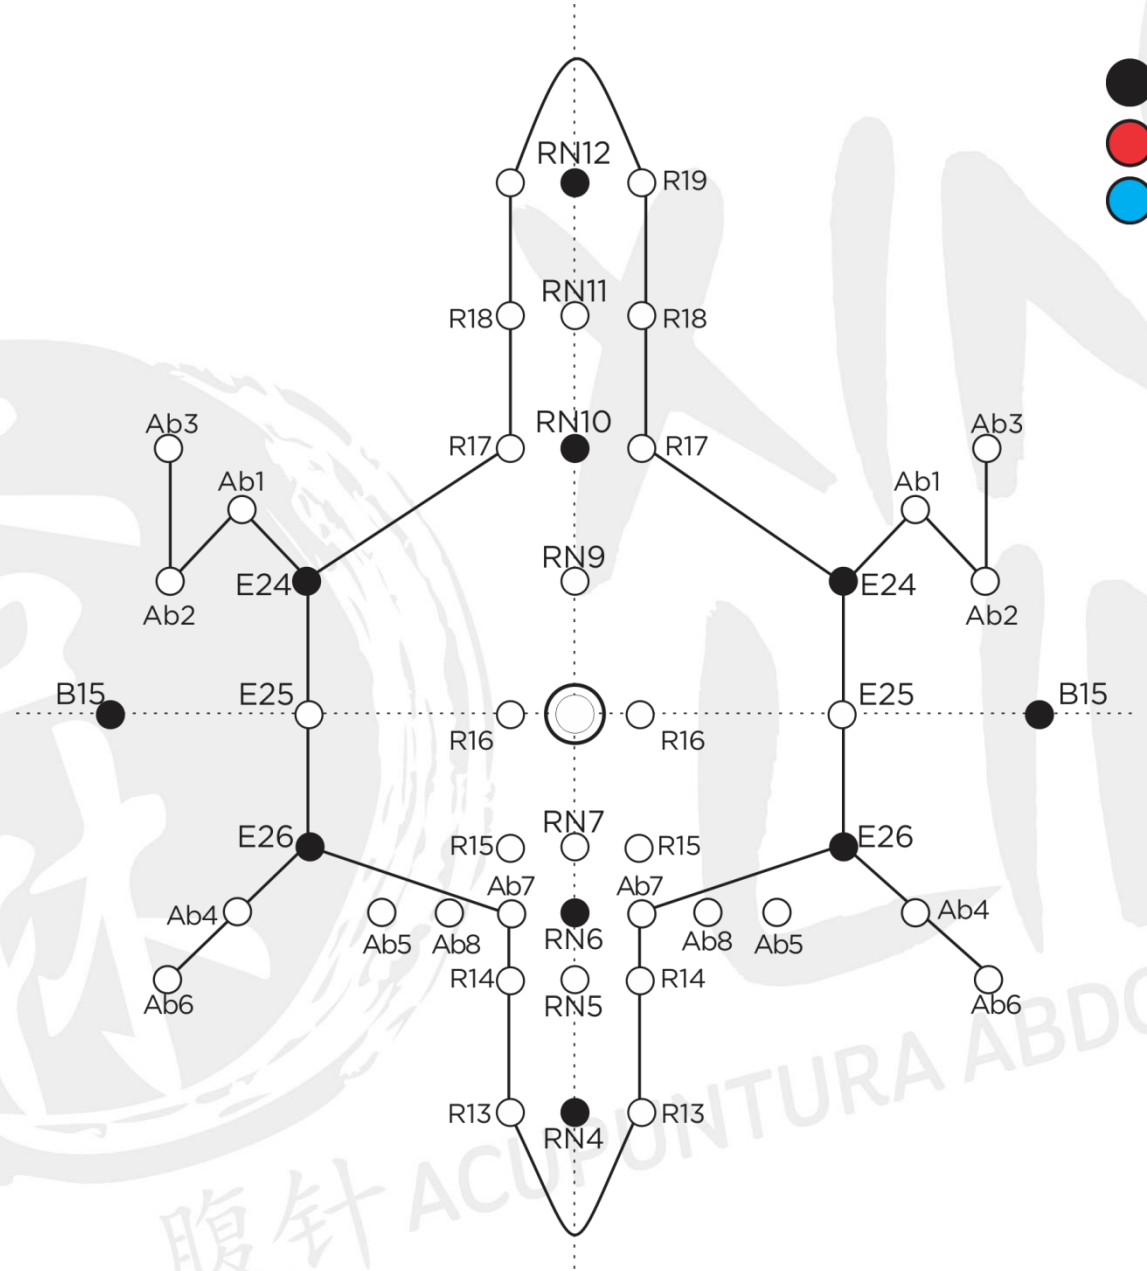 RN12
R19
RN11
R18
R18
RN10
R17
R17
Ab3
Ab3
Ab1
Ab1
RN9
E24
E24
Ab2
Ab2
B15
E25
E25
B15
R16
R16
RN7
E26
E26
R15
R15
Ab7
Ab7
Ab4
Ab4
Ab5
Ab8
RN6
Ab8
Ab5
R14
R14
Ab6
RN5
Ab6
R13
R13
RN4
腹针 ACUPUNTURA ABDO